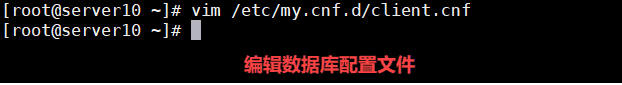 [root@server10 ~]# vim /etc/my.cnf.d/client.cnf
[root@server10 ~]#
编辑数据库配置文件